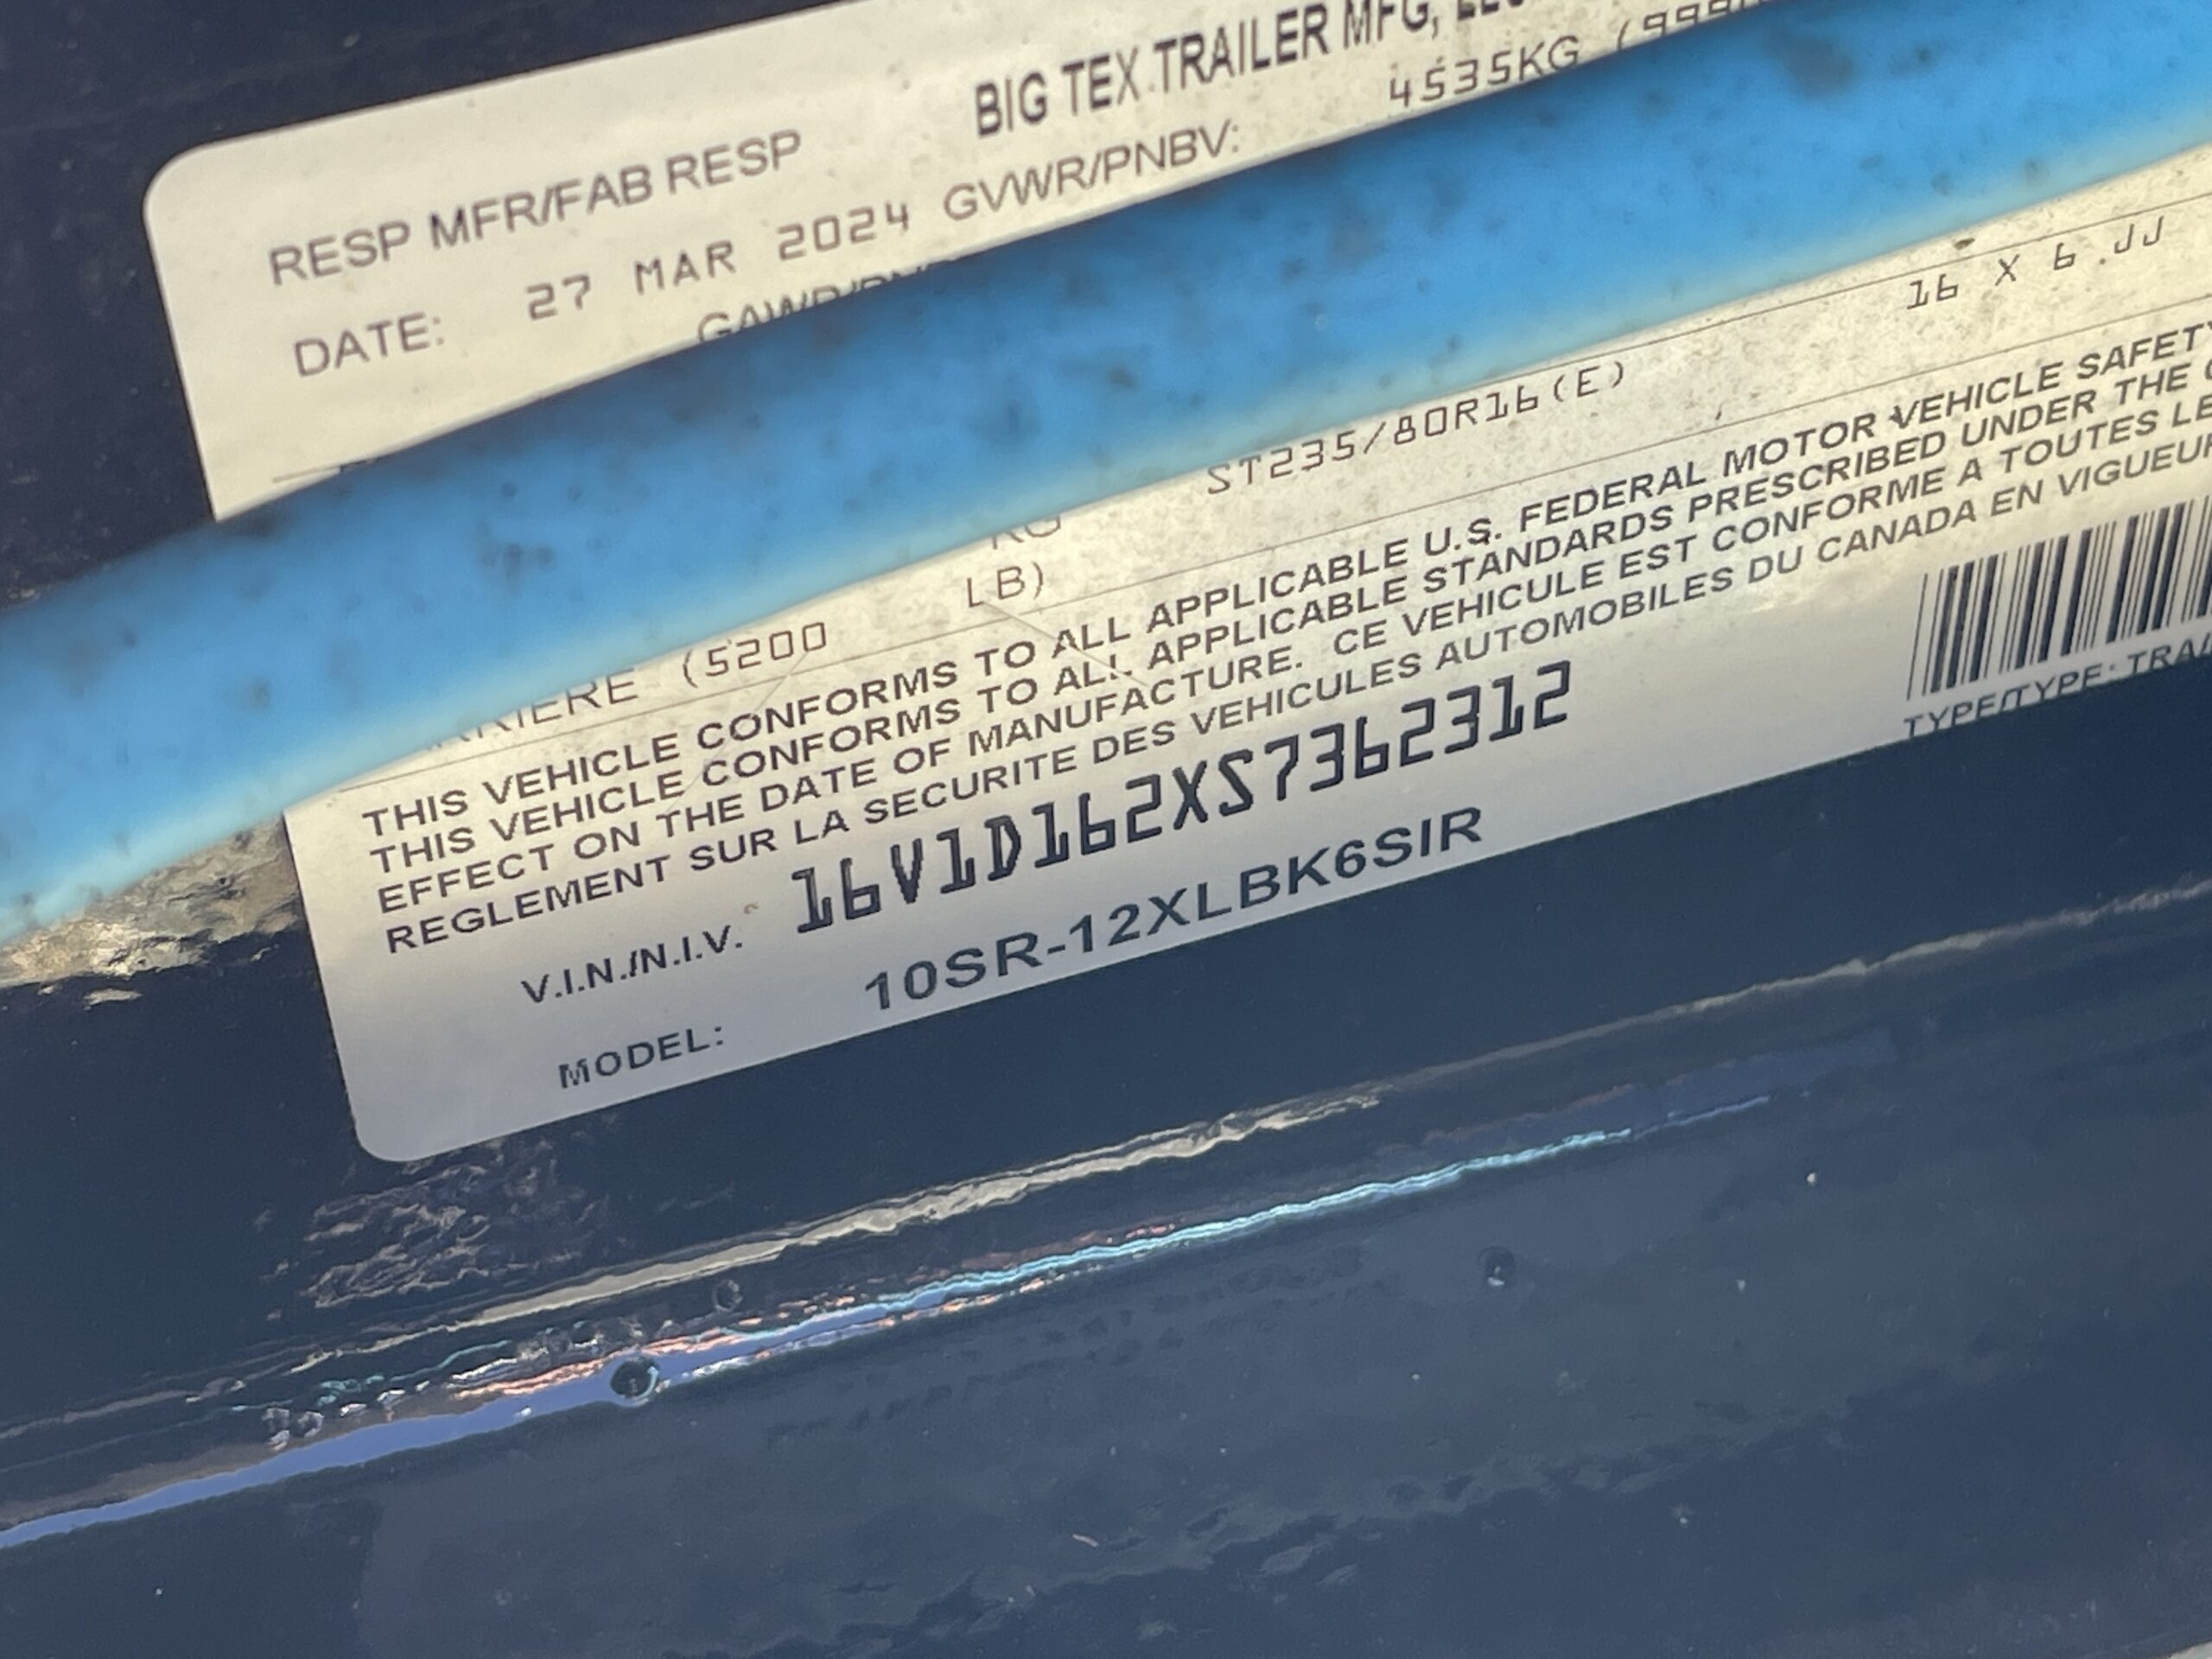 RESP MFR/FAB RESP BIG TEX TRAILER MFG,
DATE: 27 MAR 2024 GVWR/PNBV: 4535KG
(5200 LB) ST235/80R16(E) 16 X 6 JJ
THIS VEHICLE CONFORMS TO ALL APPLICABLE U.S. FEDERAL MOTOR VEHICLE SAFETY
THIS VEHICLE CONFORMS TO ALL APPLICABLE STANDARDS PRESCRIBED UNDER THE
EFFECT ON THE DATE OF MANUFACTURE. CE VEHICULE EST CONFORME A TOUTES
REGLEMENT SUR LA SECURITE DES VEHICULES AUTOMOBILES DU CANADA EN VIGUEUR
V.I.N./N.I.V. 16V1D162XS7362312
TYPE/TYPE:
MODEL: 10SR-12XLBK6SIR